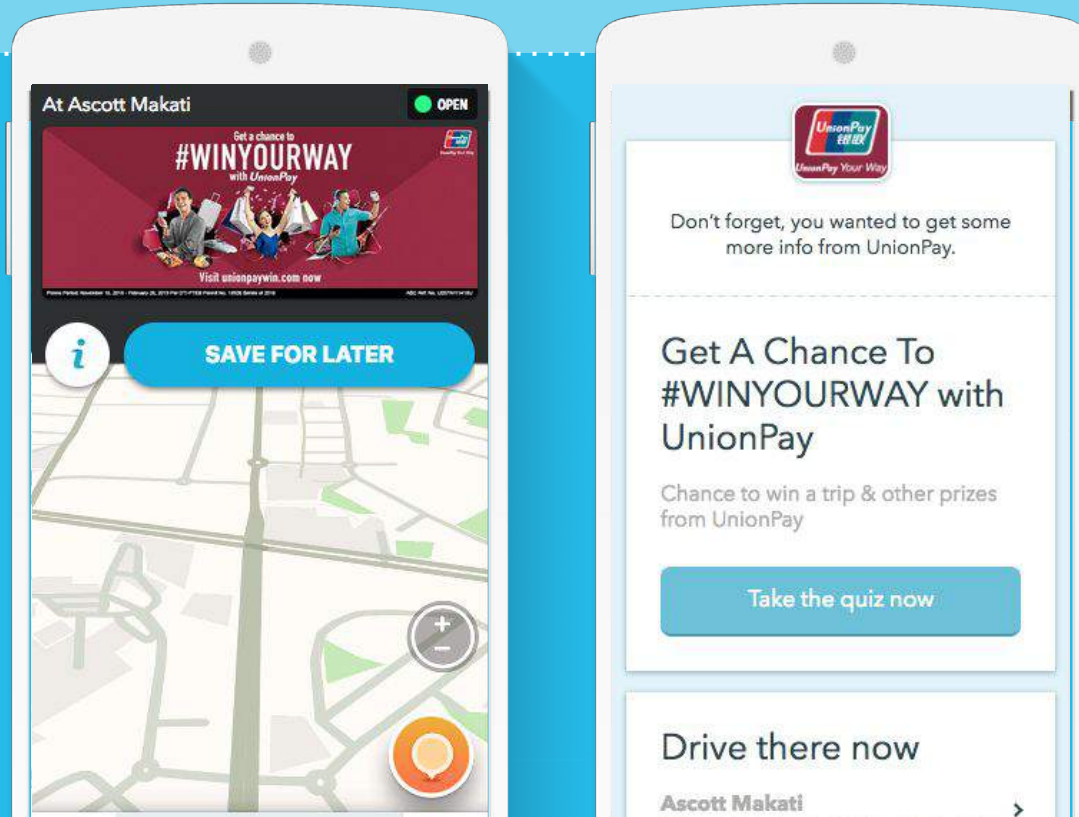 At Ascott Makati
OPEN
Get a chance to
#WINYOURWAY
with UnionPay
Visit unionpaywin.com now
i
SAVE FOR LATER
+
−
UnionPay
银联
UnionPay Your Way
Don't forget, you wanted to get some
more info from UnionPay.
Get A Chance To
#WINYOURWAY with
UnionPay
Chance to win a trip & other prizes
from UnionPay
Take the quiz now
Drive there now
Ascott Makati